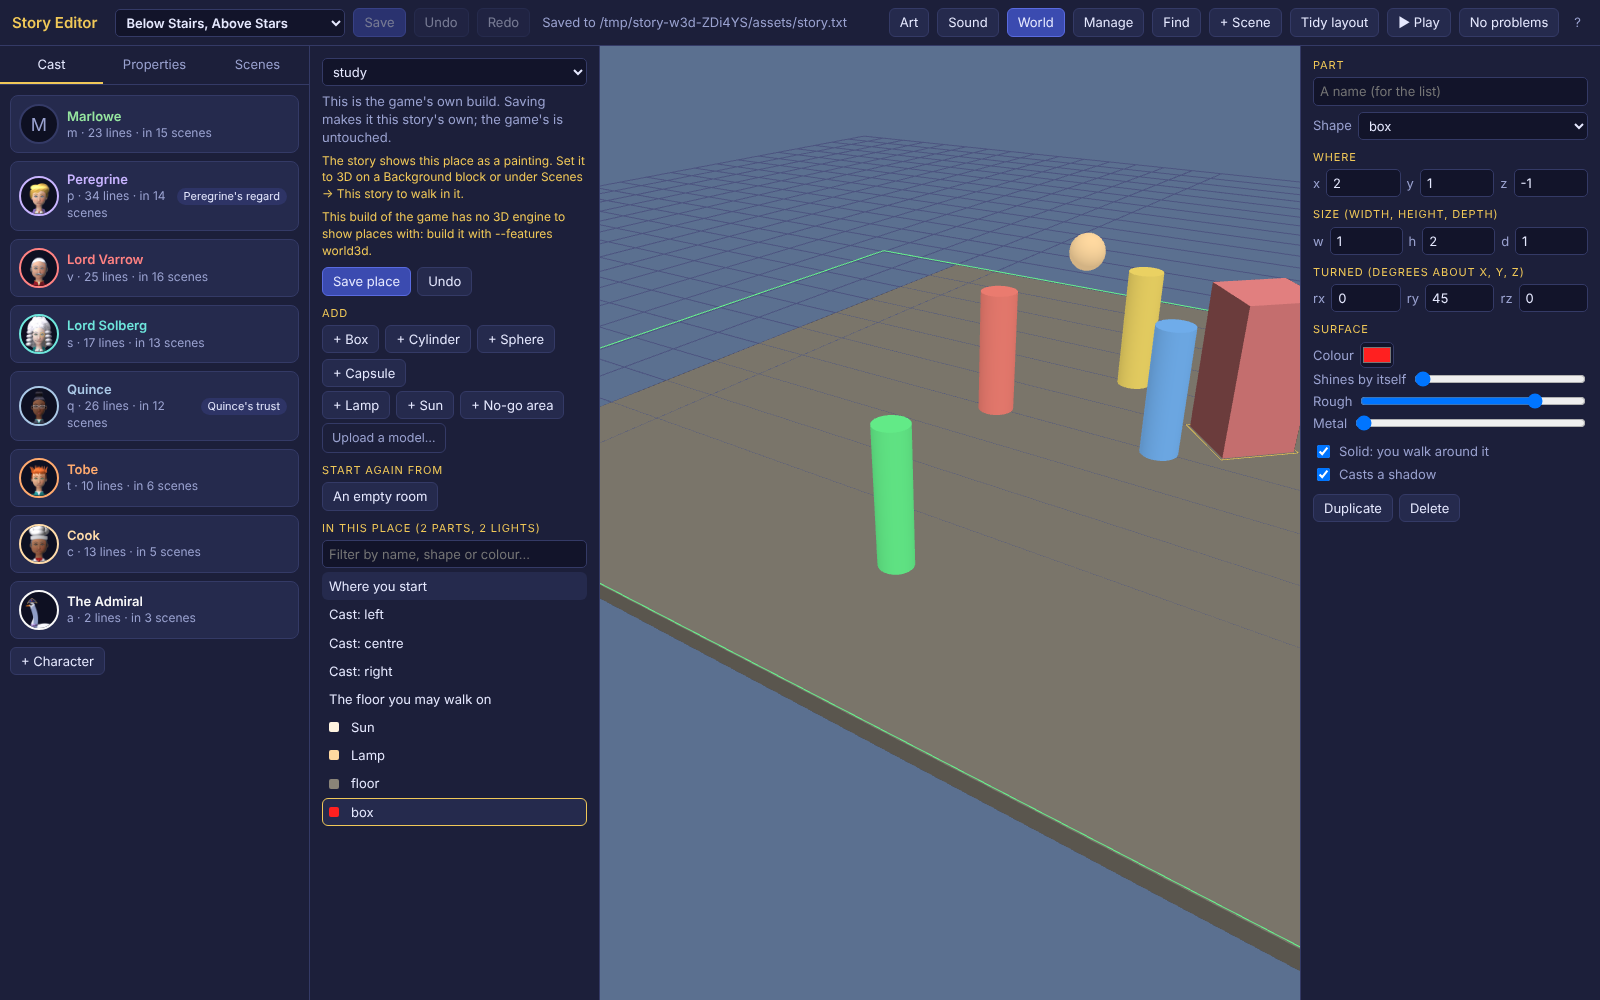 Story Editor
Below Stairs, Above Stars
Save
Undo
Redo
Saved to /tmp/story-w3d-ZDi4YS/assets/story.txt
Art
Sound
World
Manage
Find
+ Scene
Tidy layout
▶ Play
No problems
?
Cast
Properties
Scenes
M
Marlowe
m · 23 lines · in 15 scenes
Peregrine
p · 34 lines · in 14 scenes
Peregrine's regard
Lord Varrow
v · 25 lines · in 16 scenes
Lord Solberg
s · 17 lines · in 13 scenes
Quince
q · 26 lines · in 12 scenes
Quince's trust
Tobe
t · 10 lines · in 6 scenes
Cook
c · 13 lines · in 5 scenes
The Admiral
a · 2 lines · in 3 scenes
+ Character
study
This is the game's own build. Saving
makes it this story's own; the game's is
untouched.
The story shows this place as a painting. Set it
to 3D on a Background block or under Scenes
→ This story to walk in it.
This build of the game has no 3D engine to
show places with: build it with --features
world3d.
Save place
Undo
ADD
+ Box
+ Cylinder
+ Sphere
+ Capsule
+ Lamp
+ Sun
+ No-go area
Upload a model...
START AGAIN FROM
An empty room
IN THIS PLACE (2 PARTS, 2 LIGHTS)
Filter by name, shape or colour...
Where you start
Cast: left
Cast: centre
Cast: right
The floor you may walk on
Sun
Lamp
floor
box
PART
A name (for the list)
Shape
box
WHERE
x 2 y 1 z -1
SIZE (WIDTH, HEIGHT, DEPTH)
w 1 h 2 d 1
TURNED (DEGREES ABOUT X, Y, Z)
rx 0 ry 45 rz 0
SURFACE
Colour
Shines by itself
Rough
Metal
Solid: you walk around it
Casts a shadow
Duplicate
Delete